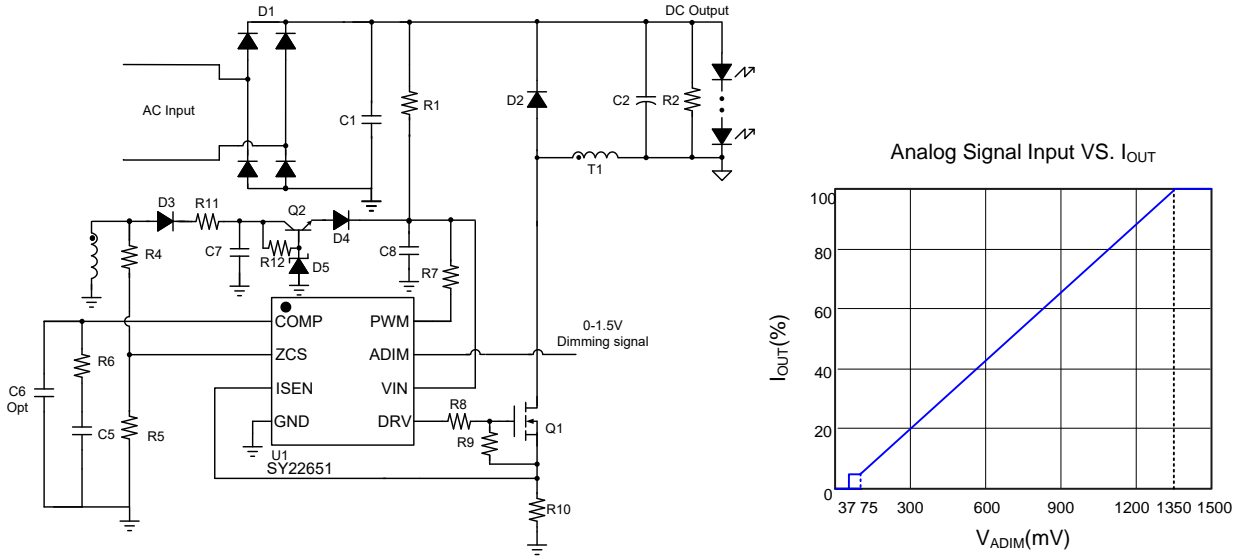 D1
DC Output
AC Input
C1
R1
D2
C2
R2
T1
D3
R11
Q2
D4
R4
C7
R12
D5
C8
R7
COMP
PWM
ZCS
ADIM
ISEN
VIN
GND
DRV
U1
SY22651
0-1.5V
Dimming signal
R6
C6
Opt
C5
R5
R8
R9
Q1
R10
Analog Signal Input VS. IOUT
IOUT(%)
100
80
60
40
20
0
37 75 300 600 900 1200 1350 1500
VADIM(mV)